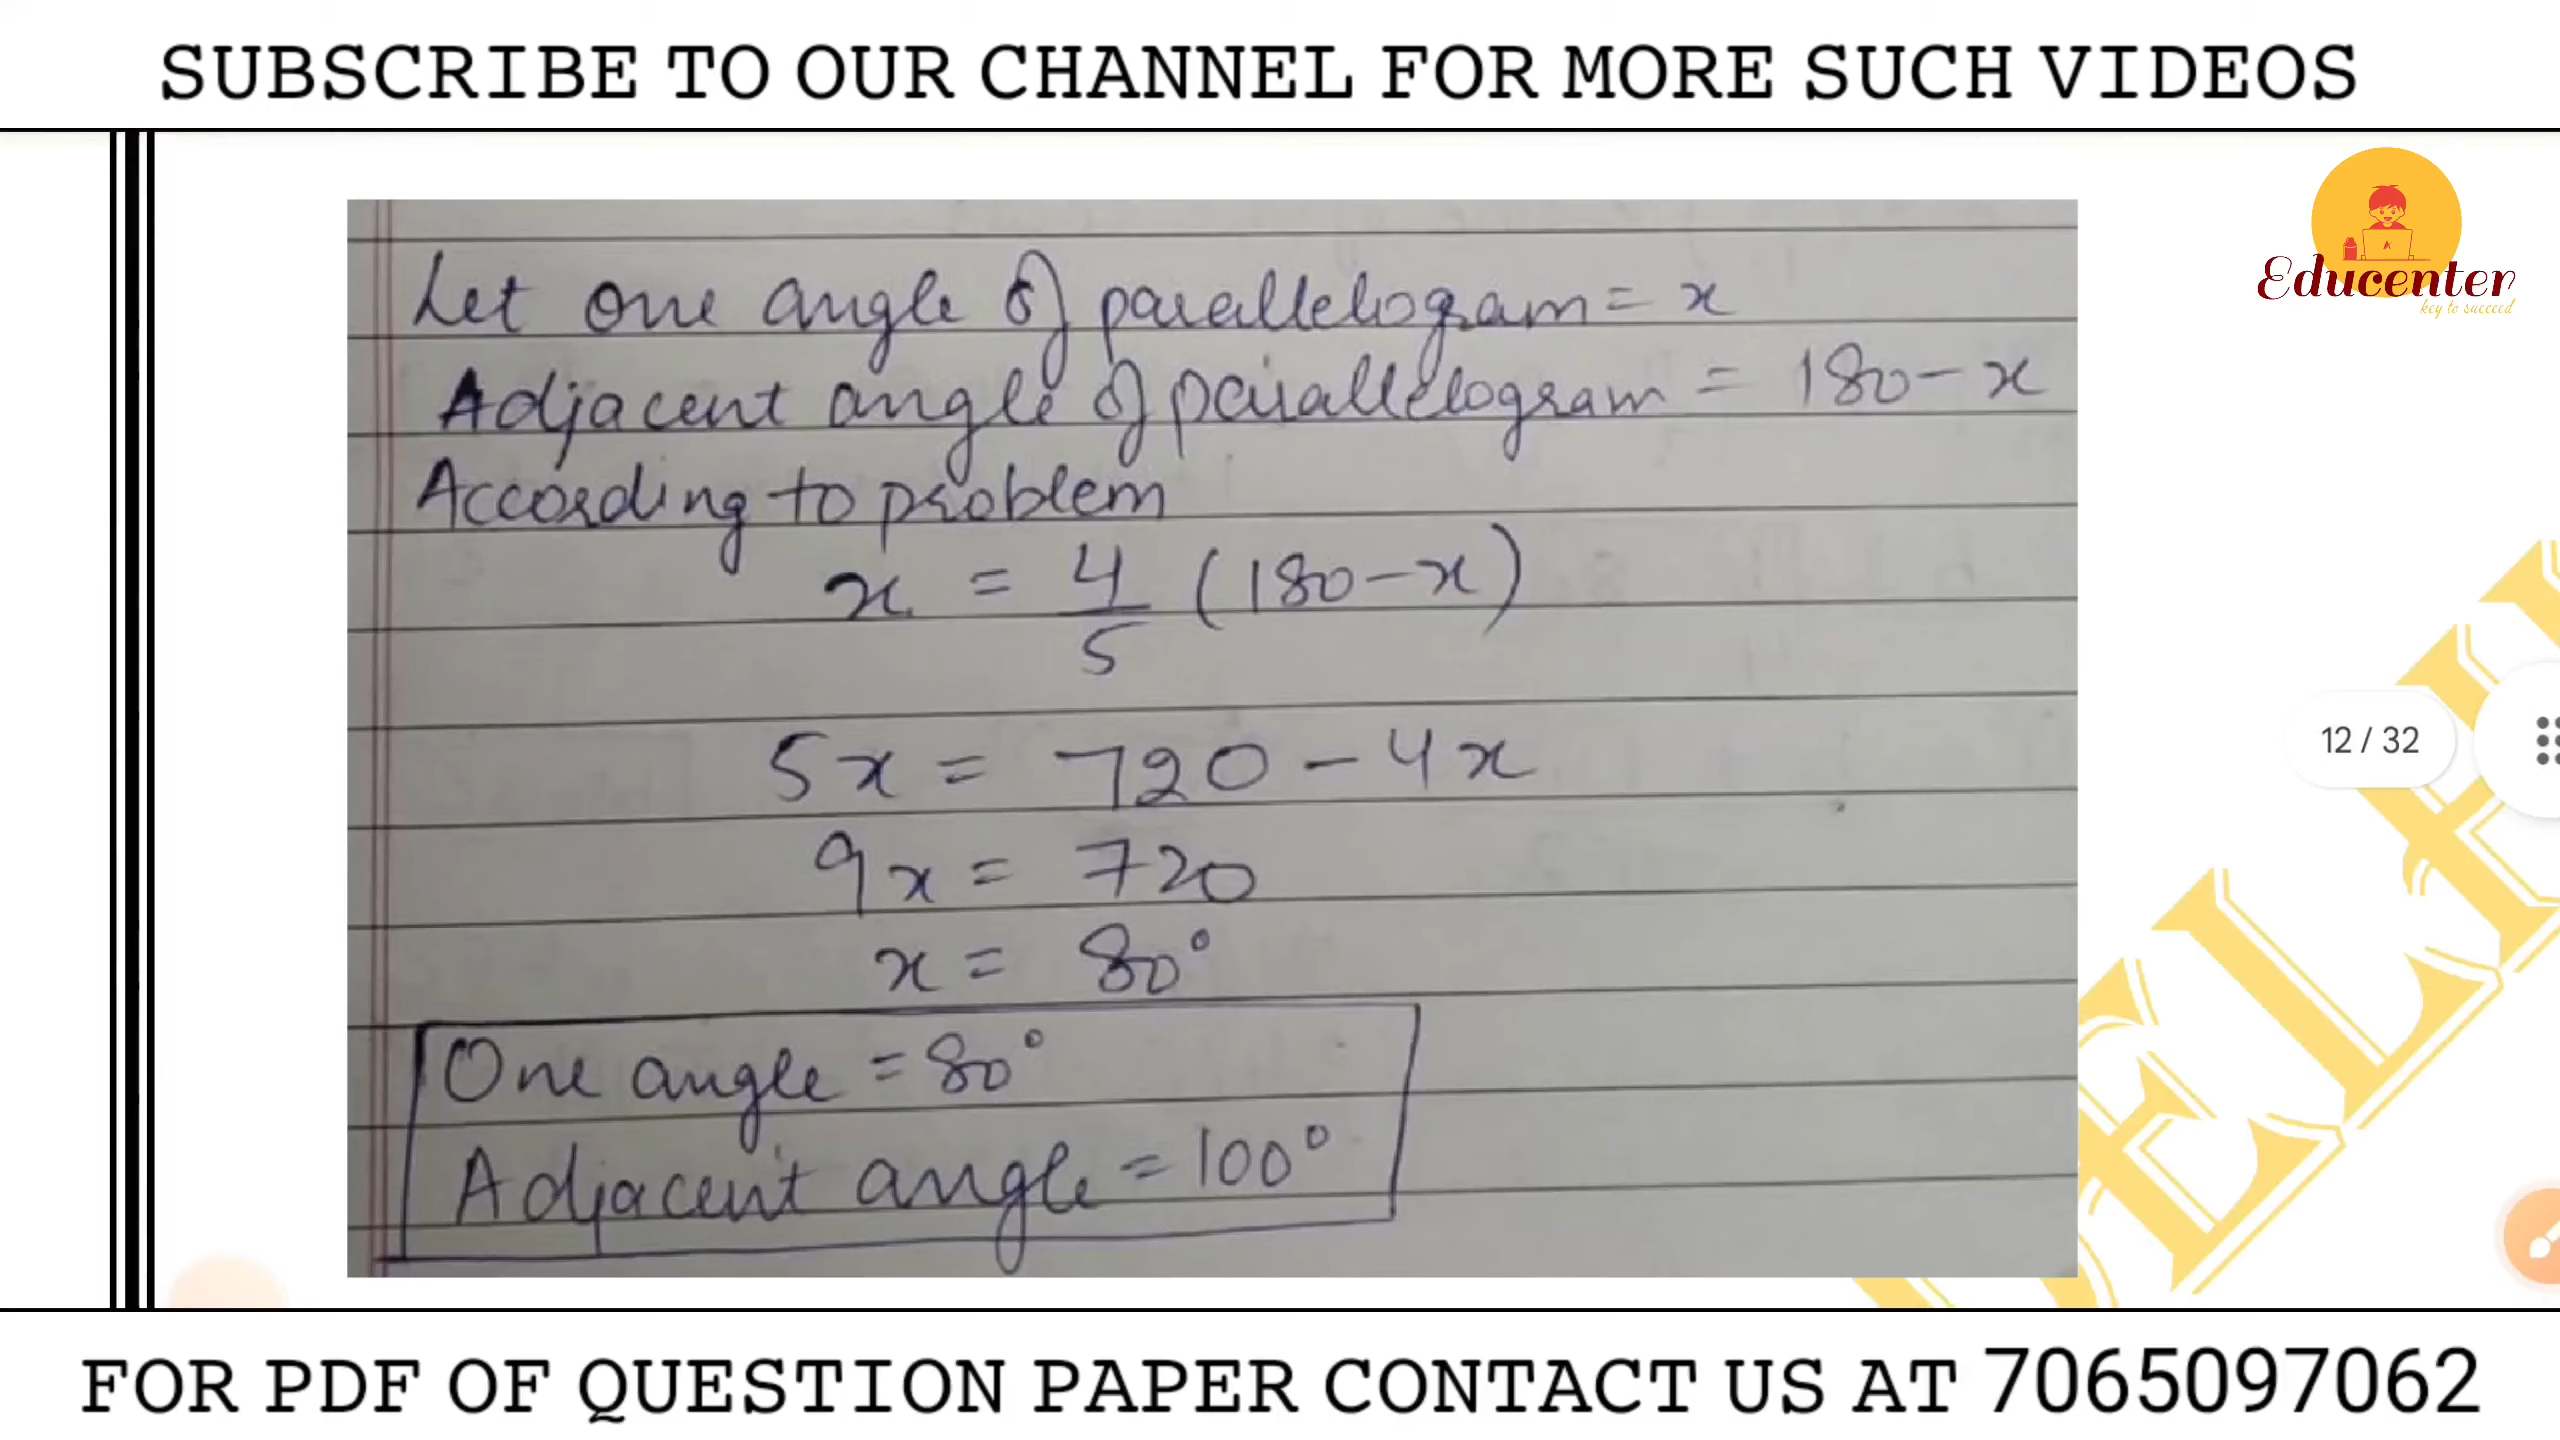 SUBSCRIBE TO OUR CHANNEL FOR MORE SUCH VIDEOS
Educenter
key to succeed
Let one angle of parallelogram = x
Adjacent angle of parallelogram = 180 - x
According to problem
x = 4/5 (180 - x)
5x = 720 - 4x
9x = 720
x = 80°
One angle = 80°
Adjacent angle = 100°
12 / 32
FOR PDF OF QUESTION PAPER CONTACT US AT 7065097062